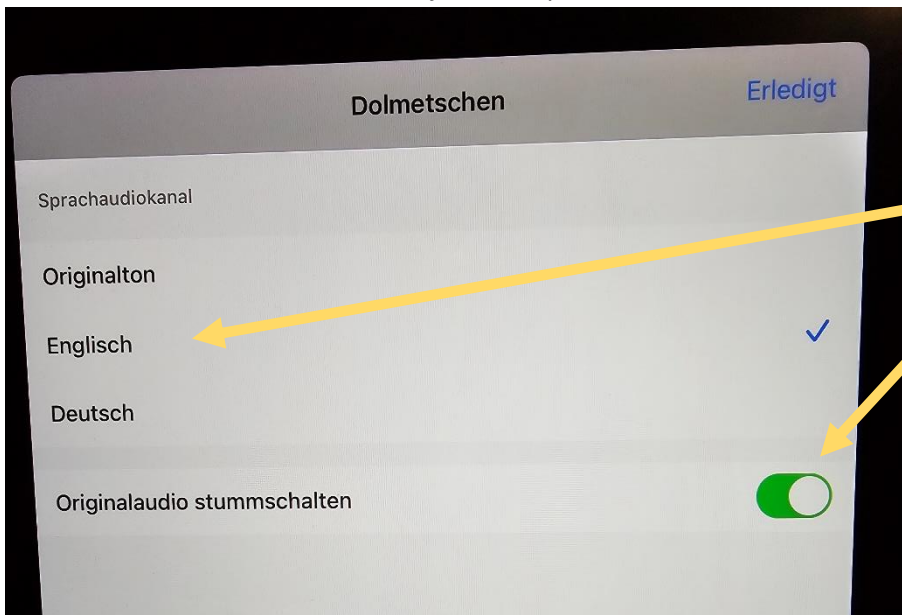 Dolmetschen
Erledigt
Sprachaudiokanal
Originalton
Englisch
Deutsch
Originalaudio stummschalten